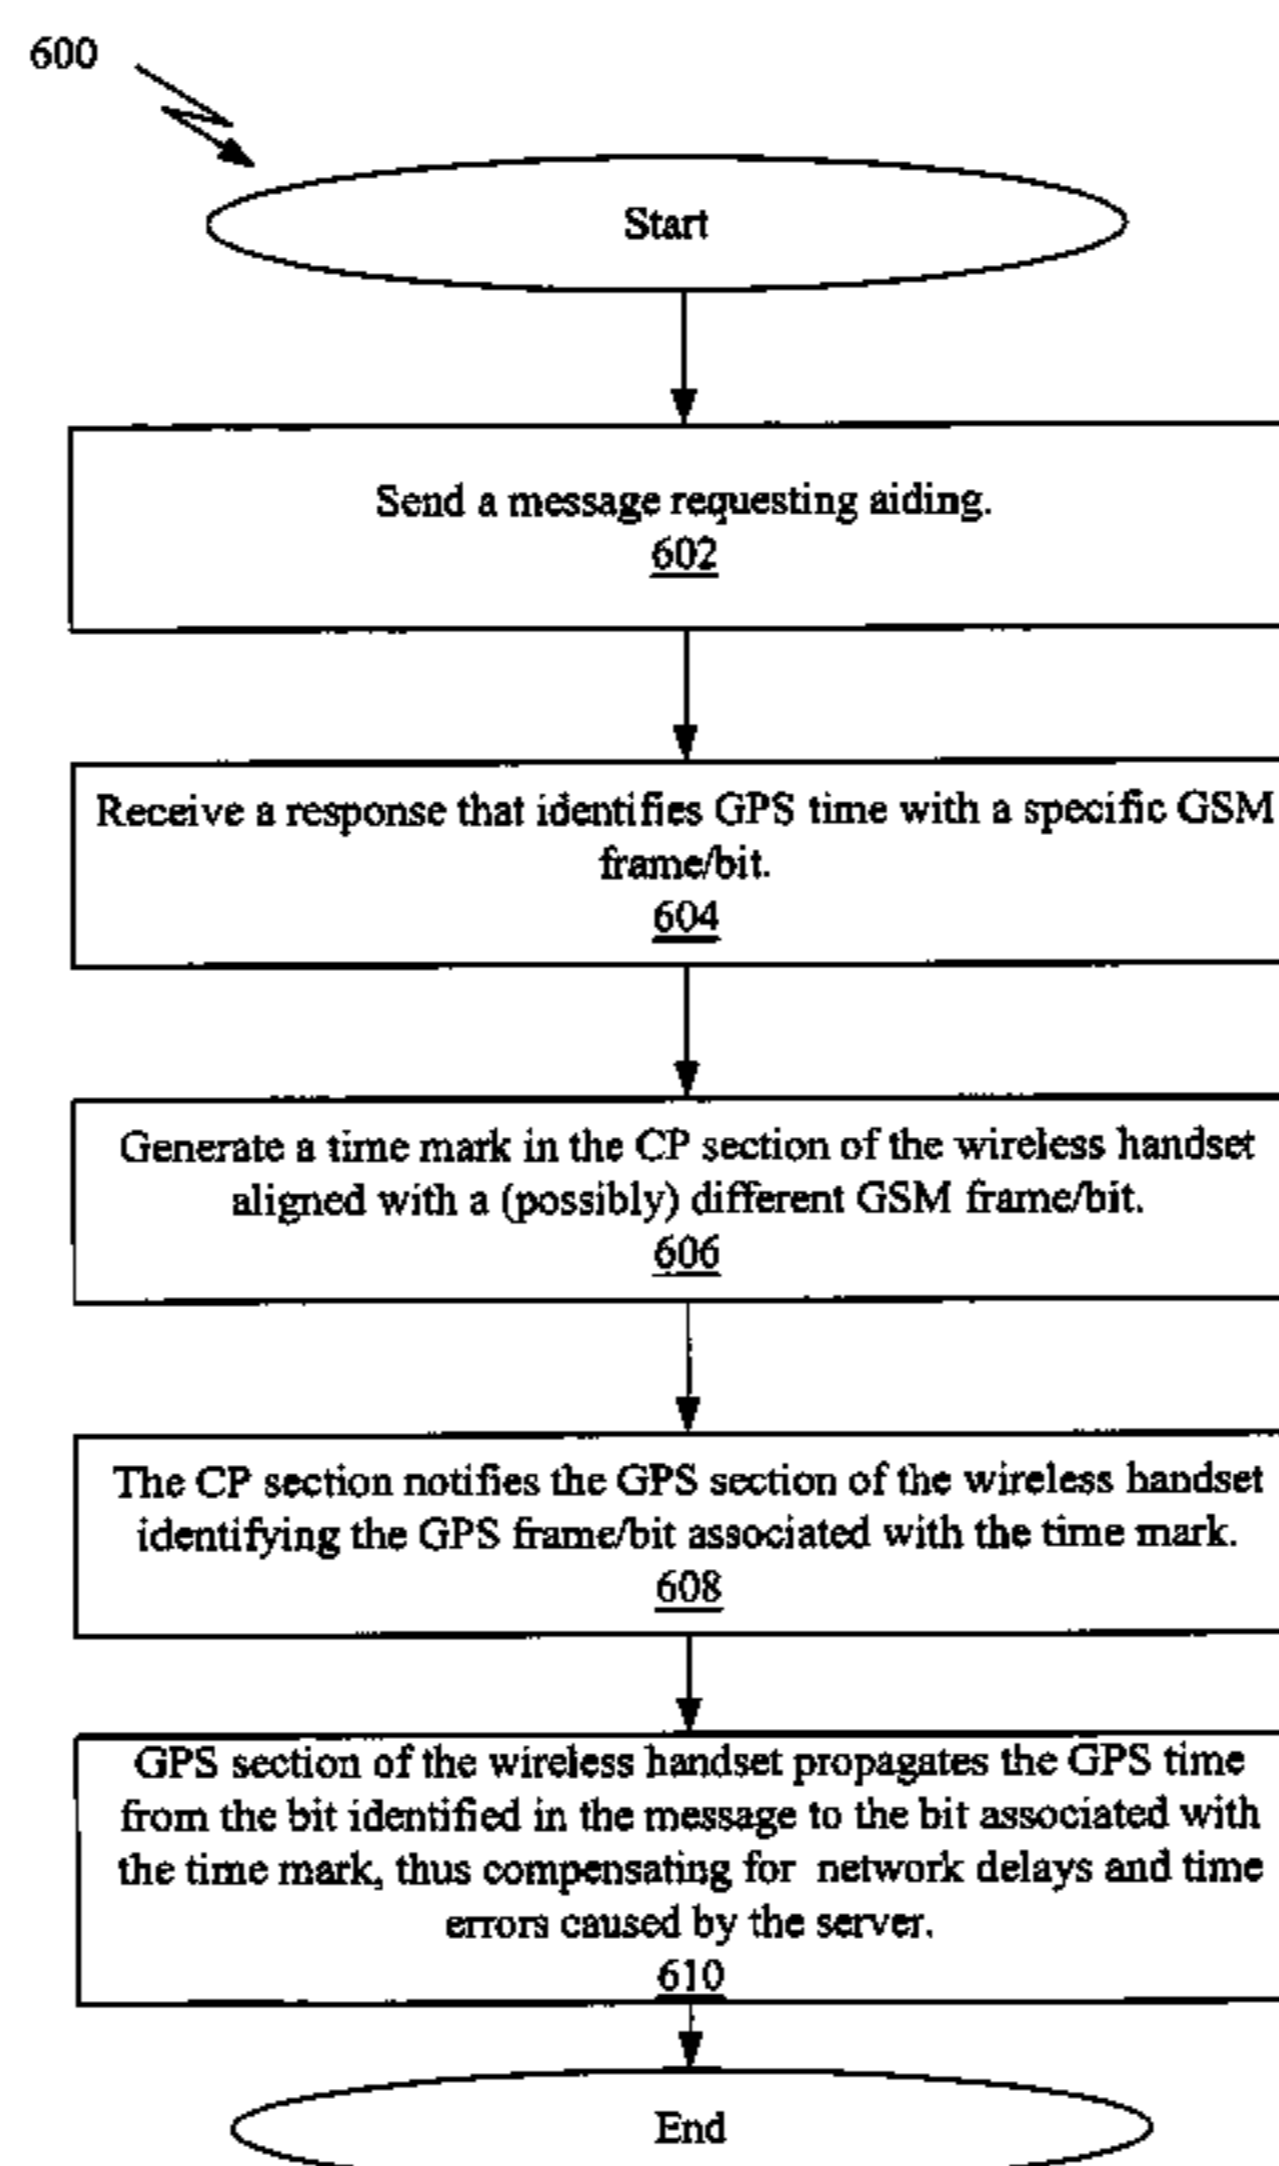 600
Start
Send a message requesting aiding.
602
Receive a response that identifies GPS time with a specific GSM
frame/bit.
604
Generate a time mark in the CP section of the wireless handset
aligned with a (possibly) different GSM frame/bit.
606
The CP section notifies the GPS section of the wireless handset
identifying the GPS frame/bit associated with the time mark.
608
GPS section of the wireless handset propagates the GPS time
from the bit identified in the message to the bit associated with
the time mark, thus compensating for network delays and time
errors caused by the server.
610
End